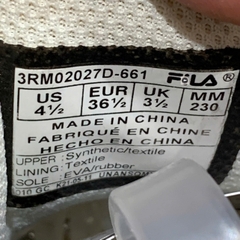 3RM02027D-661 FILA
US EUR UK MM
4½ 36½ 3½ 230
MADE IN CHINA
FABRIQUÉ EN CHINE
HECHO EN CHINA
UPPER: Synthetic/textile
LINING: Textile
SOLE: EVA/rubber